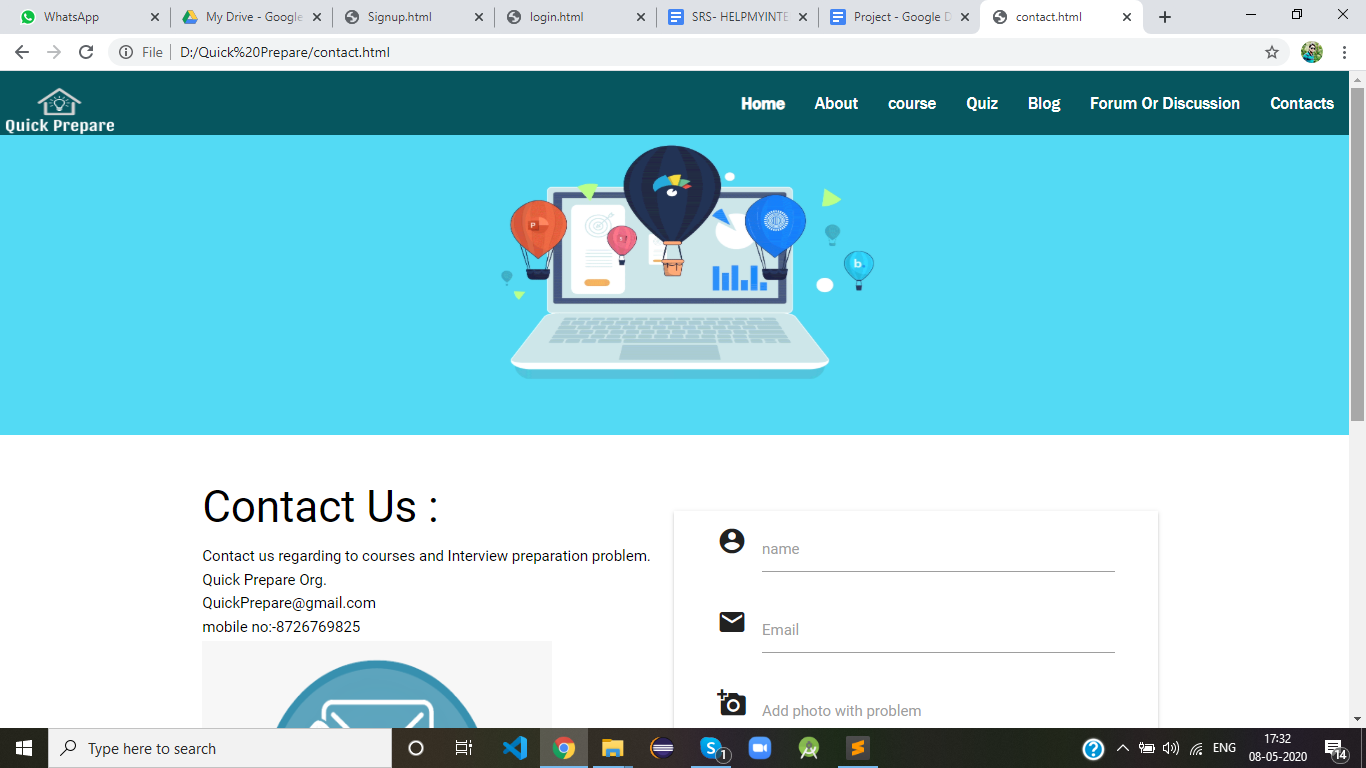 WhatsApp
My Drive - Google
Signup.html
login.html
SRS- HELPMYINTE
Project - Google D
contact.html
File
D:/Quick%20Prepare/contact.html
Quick Prepare
Home
About
course
Quiz
Blog
Forum Or Discussion
Contacts
Contact Us :
Contact us regarding to courses and Interview preparation problem.
Quick Prepare Org.
QuickPrepare@gmail.com
mobile no:-8726769825
name
Email
Add photo with problem
Type here to search
1
ENG
17:32
08-05-2020
14